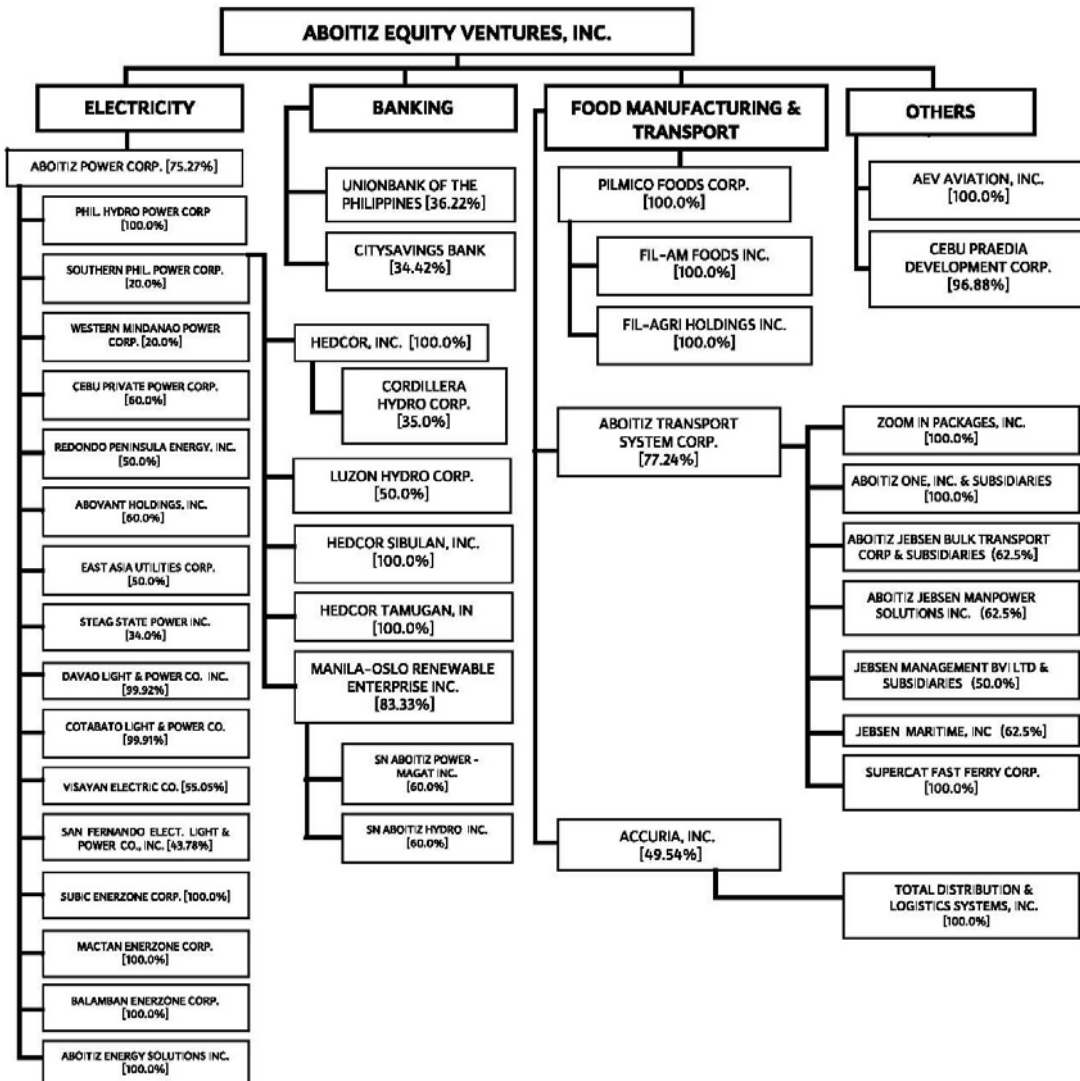 ABOITIZ EQUITY VENTURES, INC.
ELECTRICITY
ABOITIZ POWER CORP. [75.27%]
PHIL. HYDRO POWER CORP
[100.0%]
SOUTHERN PHIL. POWER CORP.
[20.0%]
WESTERN MINDANAO POWER
CORP. [20.0%]
CEBU PRIVATE POWER CORP.
[60.0%]
REDONDO PENINSULA ENERGY, INC.
[50.0%]
ABOVANT HOLDINGS, INC.
[60.0%]
EAST ASIA UTILITIES CORP.
[50.0%]
STEAG STATE POWER INC.
[34.0%]
DAVAO LIGHT & POWER CO. INC.
[99.92%]
COTABATO LIGHT & POWER CO.
[99.91%]
VISAYAN ELECTRIC CO. [55.05%]
SAN FERNANDO ELECT. LIGHT &
POWER CO., INC. [43.78%]
SUBIC ENERZONE CORP. [100.0%]
MACTAN ENERZONE CORP.
[100.0%]
BALAMBAN ENERZONE CORP.
[100.0%]
ABOITIZ ENERGY SOLUTIONS INC.
[100.0%]
BANKING
UNIONBANK OF THE
PHILIPPINES [36.22%]
CITYSAVINGS BANK
[34.42%]
HEDCOR, INC. [100.0%]
CORDILLERA
HYDRO CORP.
[35.0%]
LUZON HYDRO CORP.
[50.0%]
HEDCOR SIBULAN, INC.
[100.0%]
HEDCOR TAMUGAN, IN
[100.0%]
MANILA-OSLO RENEWABLE
ENTERPRISE INC.
[83.33%]
SN ABOITIZ POWER -
MAGAT INC.
[60.0%]
SN ABOITIZ HYDRO INC.
[60.0%]
FOOD MANUFACTURING &
TRANSPORT
PILMICO FOODS CORP.
[100.0%]
FIL-AM FOODS INC.
[100.0%]
FIL-AGRI HOLDINGS INC.
[100.0%]
ABOITIZ TRANSPORT
SYSTEM CORP.
[77.24%]
ACCURIA, INC.
[49.54%]
OTHERS
AEV AVIATION, INC.
[100.0%]
CEBU PRAEDIA
DEVELOPMENT CORP.
[96.88%]
ZOOM IN PACKAGES, INC.
[100.0%]
ABOITIZ ONE, INC. & SUBSIDIARIES
[100.0%]
ABOITIZ JEBSEN BULK TRANSPORT
CORP & SUBSIDIARIES (62.5%]
ABOITIZ JEBSEN MANPOWER
SOLUTIONS INC. (62.5%]
JEBSEN MANAGEMENT BVI LTD &
SUBSIDIARIES (50.0%]
JEBSEN MARITIME, INC (62.5%]
SUPERCAT FAST FERRY CORP.
[100.0%]
TOTAL DISTRIBUTION &
LOGISTICS SYSTEMS, INC.
[100.0%]